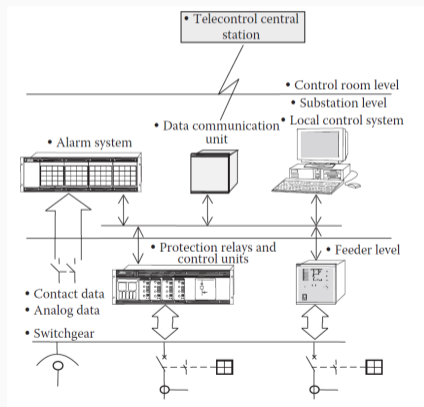 • Telecontrol central
station
• Control room level
• Substation level
• Local control system
• Data communication
unit
• Alarm system
• Protection relays and
control units
• Feeder level
• Contact data
• Analog data
• Switchgear